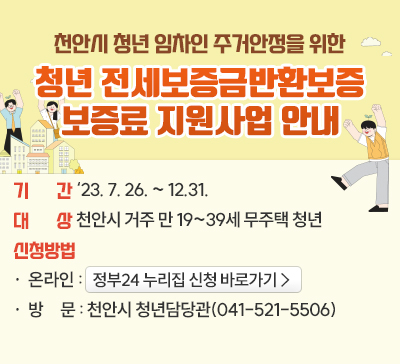 천안시 청년 임차인 주거안정을 위한
청년 전세보증금반환보증
보증료 지원사업 안내
기 간 '23. 7. 26. ~ 12.31.
대 상 천안시 거주 만 19~39세 무주택 청년
신청방법
· 온라인 : 정부24 누리집 신청 바로가기 >
· 방 문 : 천안시 청년담당관(041-521-5506)